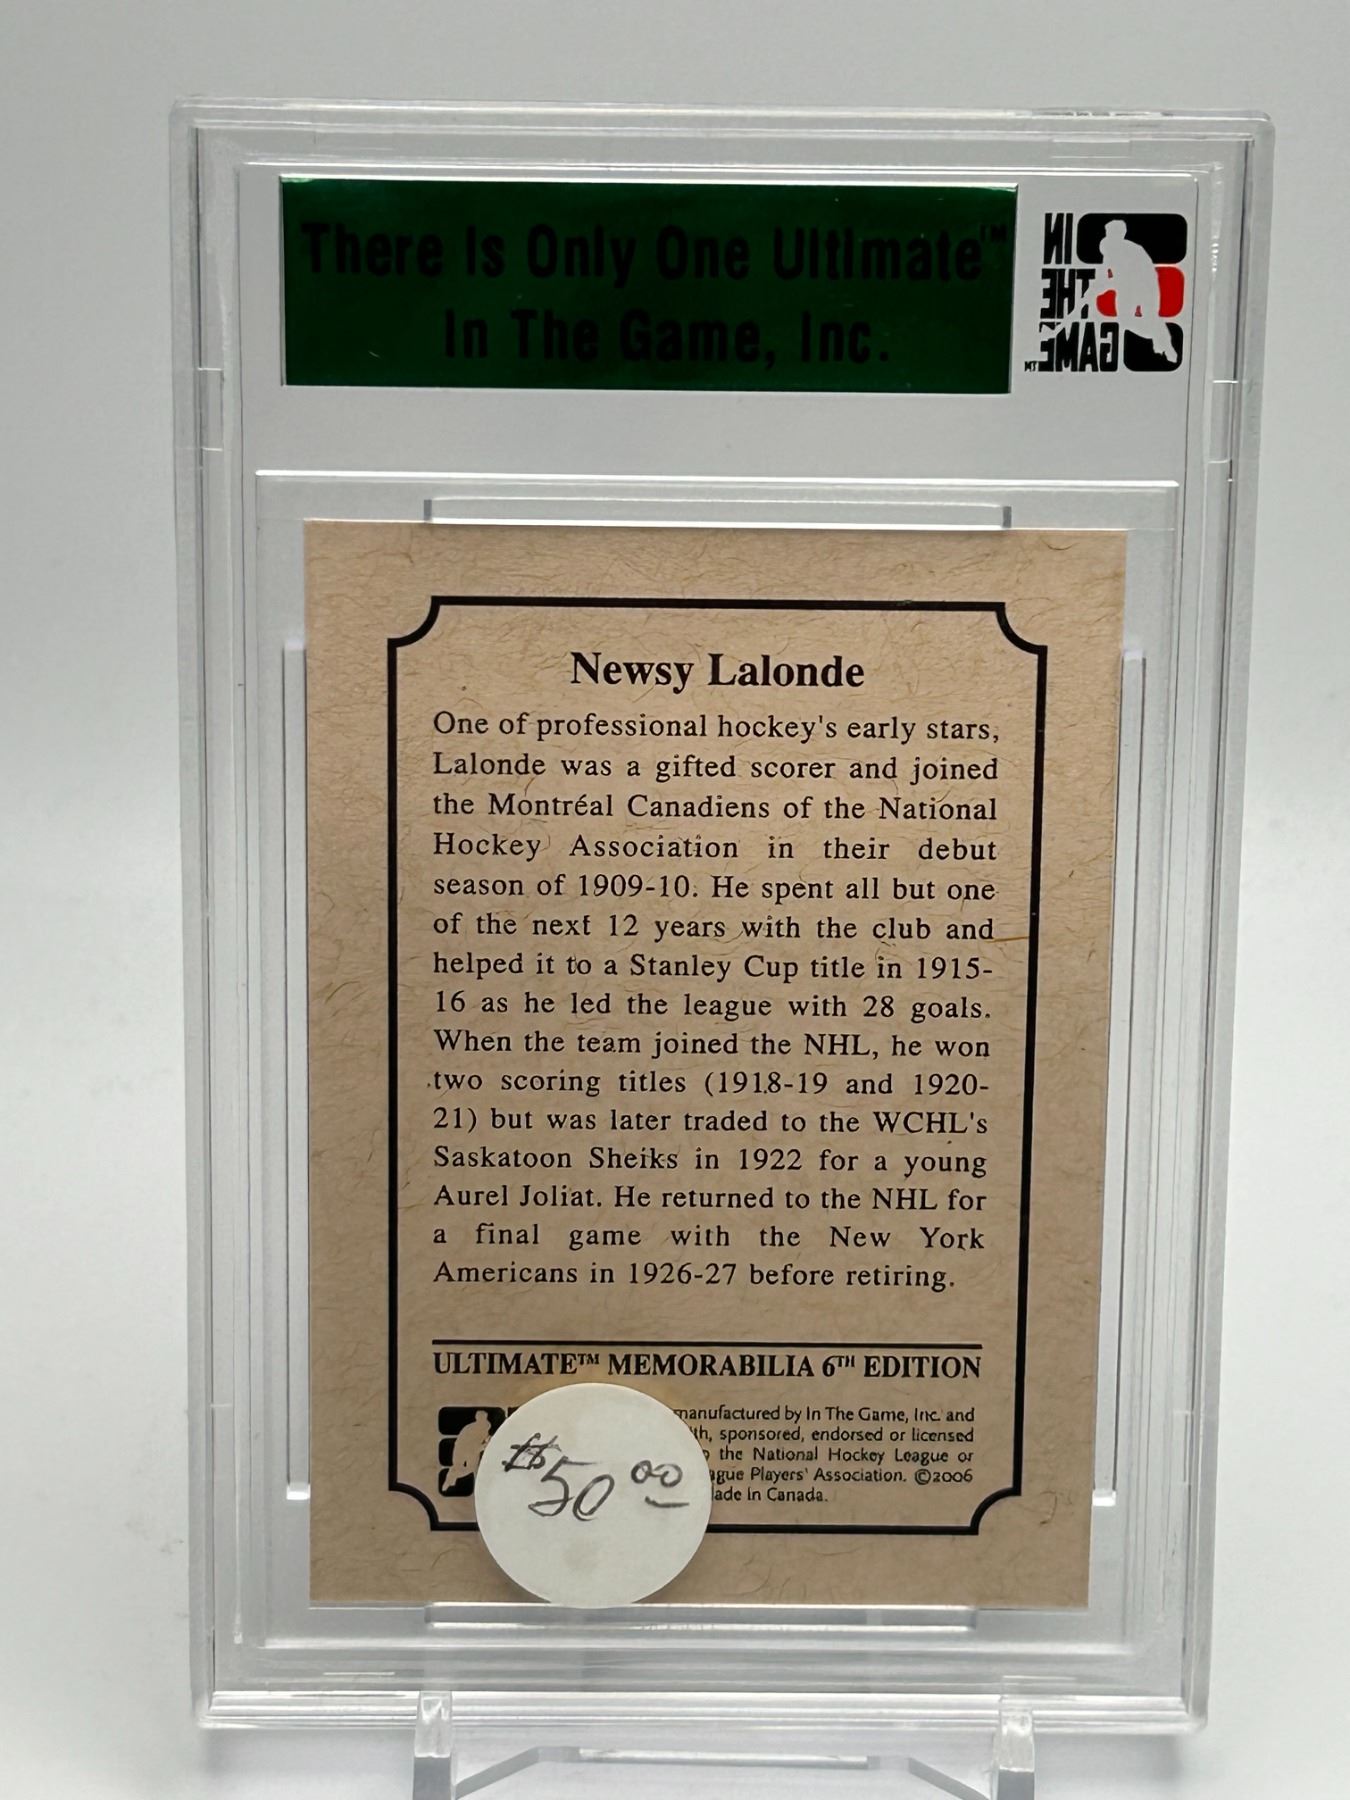 There Is Only One Ultimate™
In The Game, Inc.
IN
THE
GAME™
Newsy Lalonde
One of professional hockey's early stars,
Lalonde was a gifted scorer and joined
the Montréal Canadiens of the National
Hockey Association in their debut
season of 1909-10. He spent all but one
of the next 12 years with the club and
helped it to a Stanley Cup title in 1915-
16 as he led the league with 28 goals.
When the team joined the NHL, he won
two scoring titles (1918-19 and 1920-
21) but was later traded to the WCHL's
Saskatoon Sheiks in 1922 for a young
Aurel Joliat. He returned to the NHL for
a final game with the New York
Americans in 1926-27 before retiring.
ULTIMATE™ MEMORABILIA 6TH EDITION
manufactured by In The Game, Inc. and
sponsored, endorsed or licensed
the National Hockey League or
Players' Association. ©2006
in Canada.
$50.00